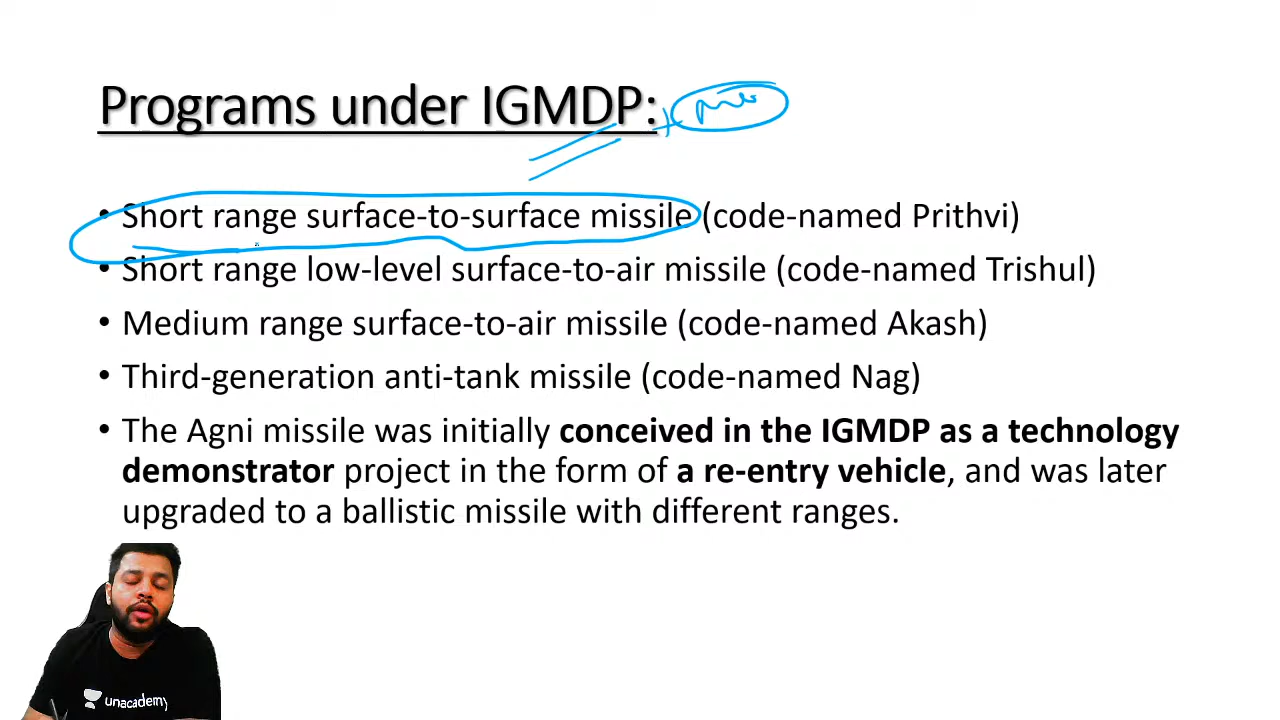 Programs under IGMDP:
• Short range surface-to-surface missile (code-named Prithvi)
• Short range low-level surface-to-air missile (code-named Trishul)
• Medium range surface-to-air missile (code-named Akash)
• Third-generation anti-tank missile (code-named Nag)
• The Agni missile was initially conceived in the IGMDP as a technology
demonstrator project in the form of a re-entry vehicle, and was later
upgraded to a ballistic missile with different ranges.
unacademy